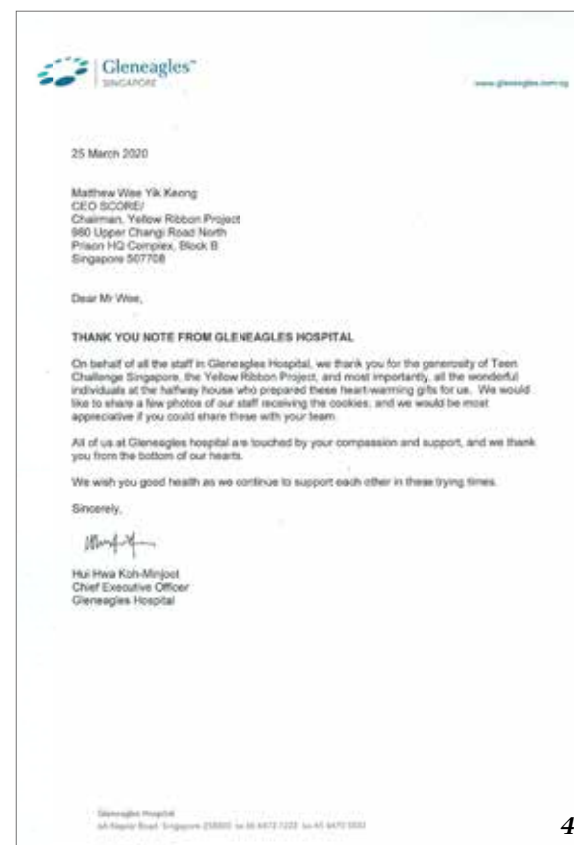 Gleneagles™
SINGAPORE
www.gleneagles.com.sg
25 March 2020
Matthew Wee Yik Keong
CEO SCORE/
Chairman, Yellow Ribbon Project
980 Upper Changi Road North
Prison HQ Complex, Block B
Singapore 507708
Dear Mr Wee,
THANK YOU NOTE FROM GLENEAGLES HOSPITAL
On behalf of all the staff in Gleneagles Hospital, we thank you for the generosity of Teen
Challenge Singapore, the Yellow Ribbon Project, and most importantly, all the wonderful
individuals at the halfway house who prepared these heart-warming gifts for us. We would
like to share a few photos of our staff receiving the cookies, and we would be most
appreciative if you could share these with your team.
All of us at Gleneagles hospital are touched by your compassion and support, and we thank
you from the bottom of our hearts.
We wish you good health as we continue to support each other in these trying times.
Sincerely,
Hui Hwa Koh-Minjoot
Chief Executive Officer
Gleneagles Hospital
Gleneagles Hospital
6A Napier Road, Singapore 258500
4